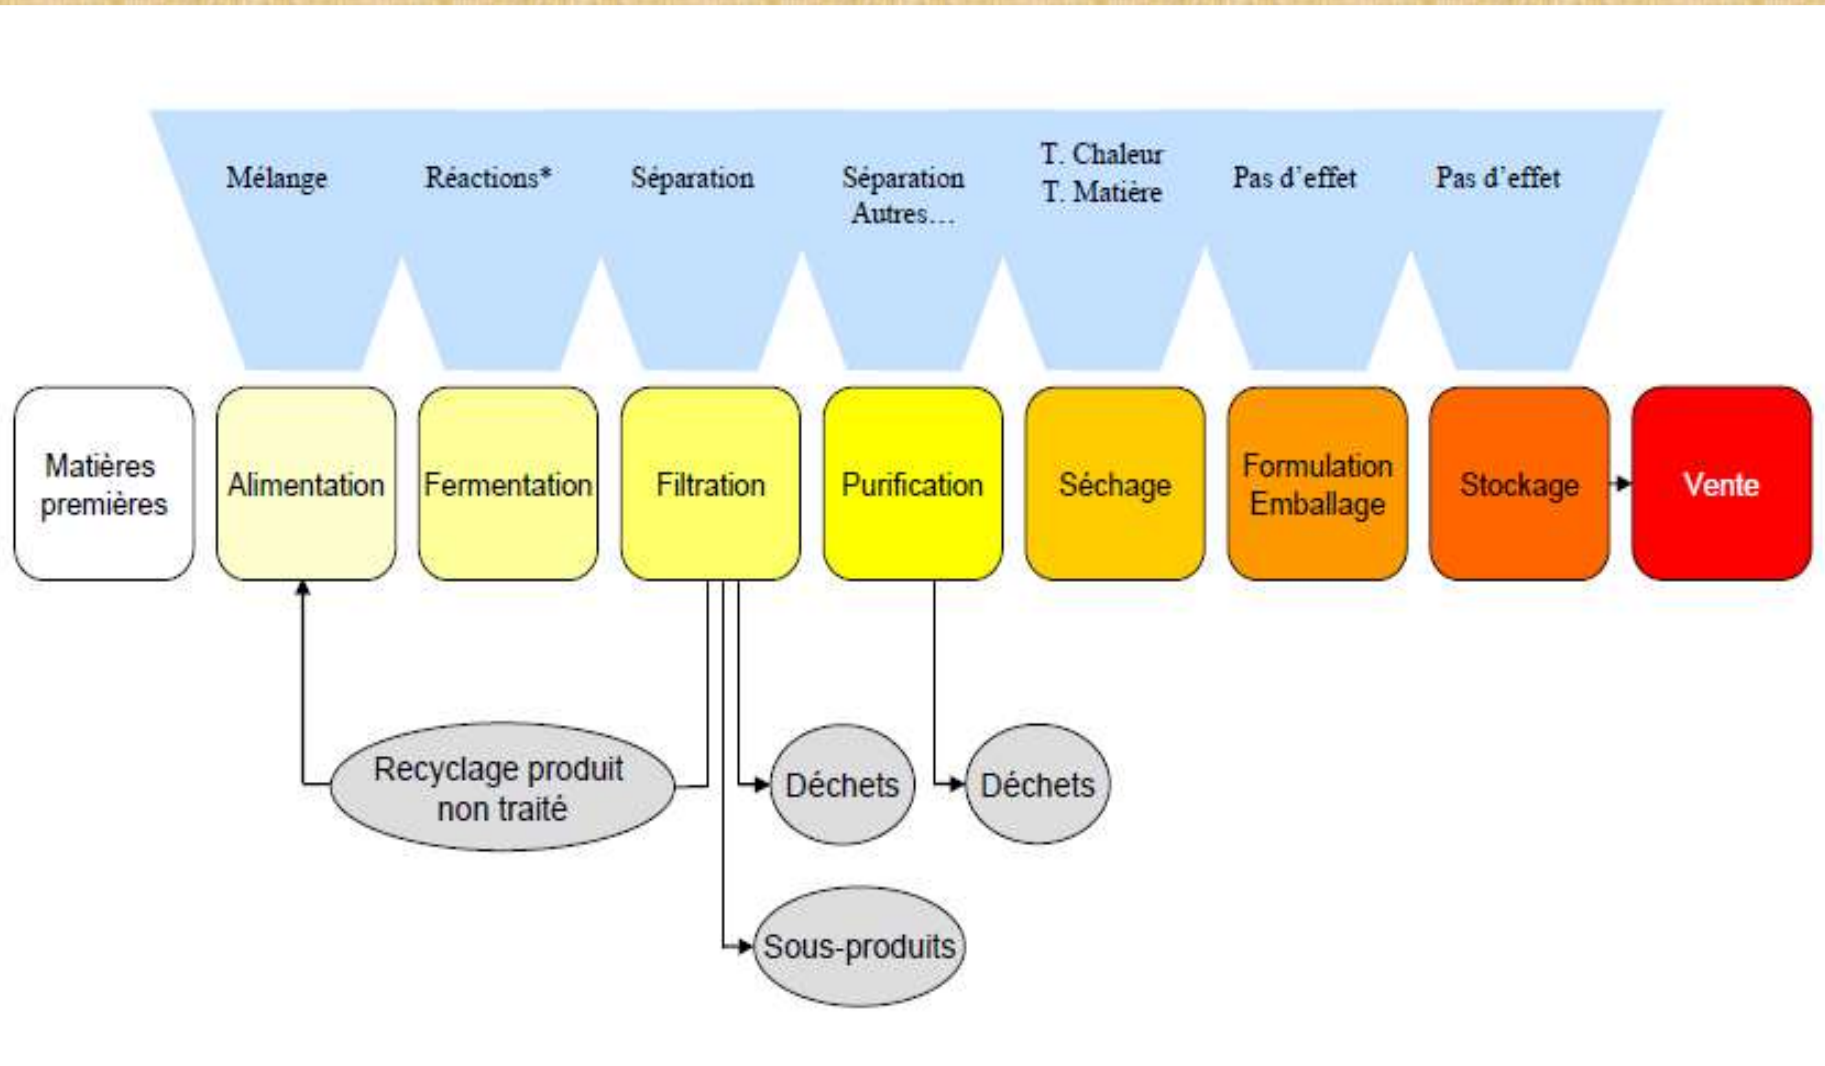 Mélange
Réactions*
Séparation
Séparation
Autres…
T. Chaleur
T. Matière
Pas d’effet
Pas d’effet
Matières
premières
Alimentation
Fermentation
Filtration
Purification
Séchage
Formulation
Emballage
Stockage
Vente
Recyclage produit
non traité
Déchets
Déchets
Sous-produits